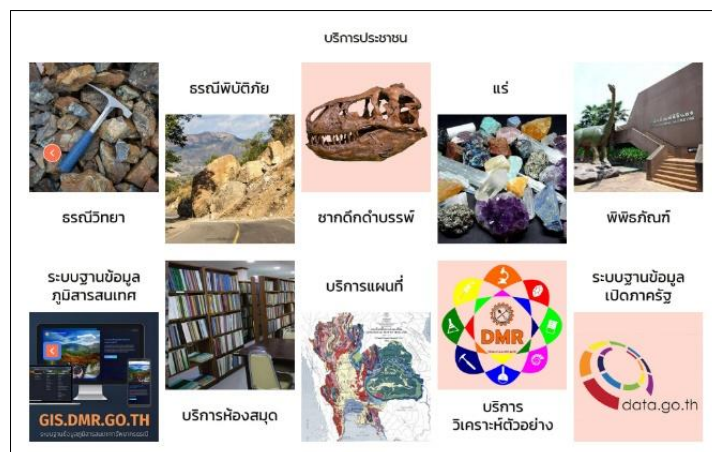 บริการประชาชน
ธรณีวิทยา
ธรณีพิบัติภัย
ซากดึกดำบรรพ์
แร่
พิพิธภัณฑ์
ระบบฐานข้อมูล
ภูมิสารสนเทศ
GIS.DMR.GO.TH
บริการห้องสมุด
บริการแผนที่
DMR
บริการ
วิเคราะห์ตัวอย่าง
ระบบฐานข้อมูล
เปิดภาครัฐ
data.go.th